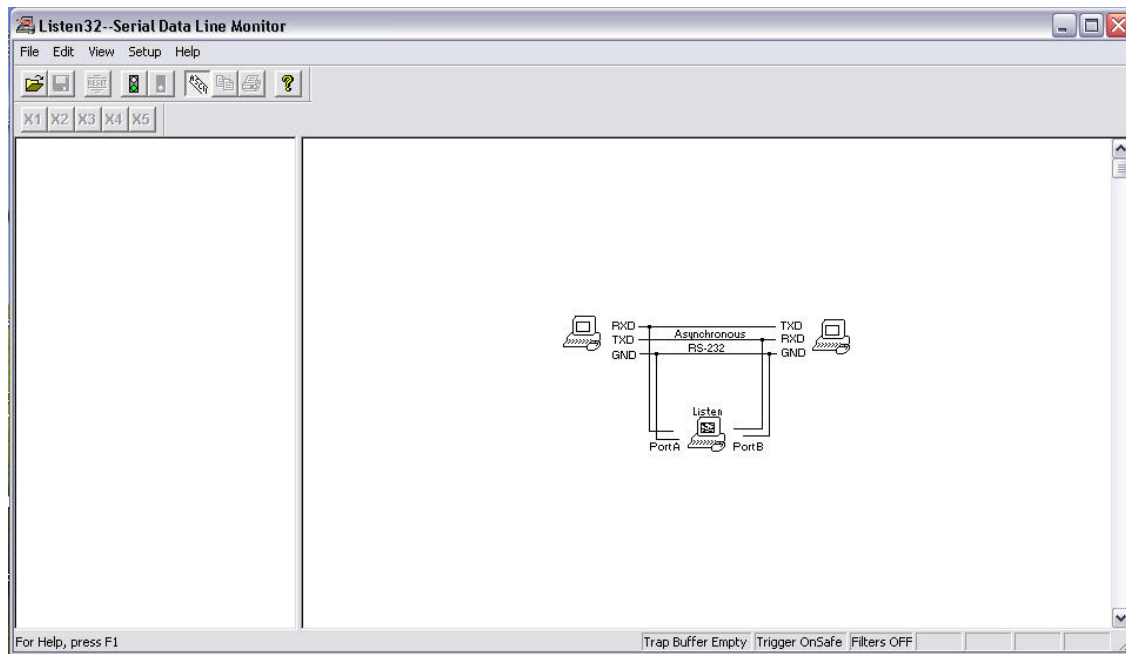 Listen32--Serial Data Line Monitor
File Edit View Setup Help
X1 X2 X3 X4 X5
RXD TXD
Asynchronous
TXD RXD
RS-232
GND GND
Listen
PortA PortB
For Help, press F1 Trap Buffer Empty Trigger OnSafe Filters OFF